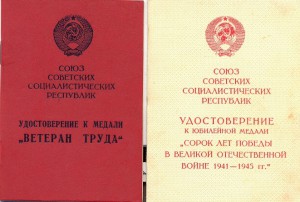 СОЮЗ
СОВЕТСКИХ
СОЦИАЛИСТИЧЕСКИХ
РЕСПУБЛИК
УДОСТОВЕРЕНИЕ К МЕДАЛИ
„ВЕТЕРАН ТРУДА“
СОЮЗ
СОВЕТСКИХ
СОЦИАЛИСТИЧЕСКИХ
РЕСПУБЛИК
УДОСТОВЕРЕНИЕ
К ЮБИЛЕЙНОЙ МЕДАЛИ
„СОРОК ЛЕТ ПОБЕДЫ
В ВЕЛИКОЙ ОТЕЧЕСТВЕННОЙ
ВОЙНЕ 1941—1945 гг.“